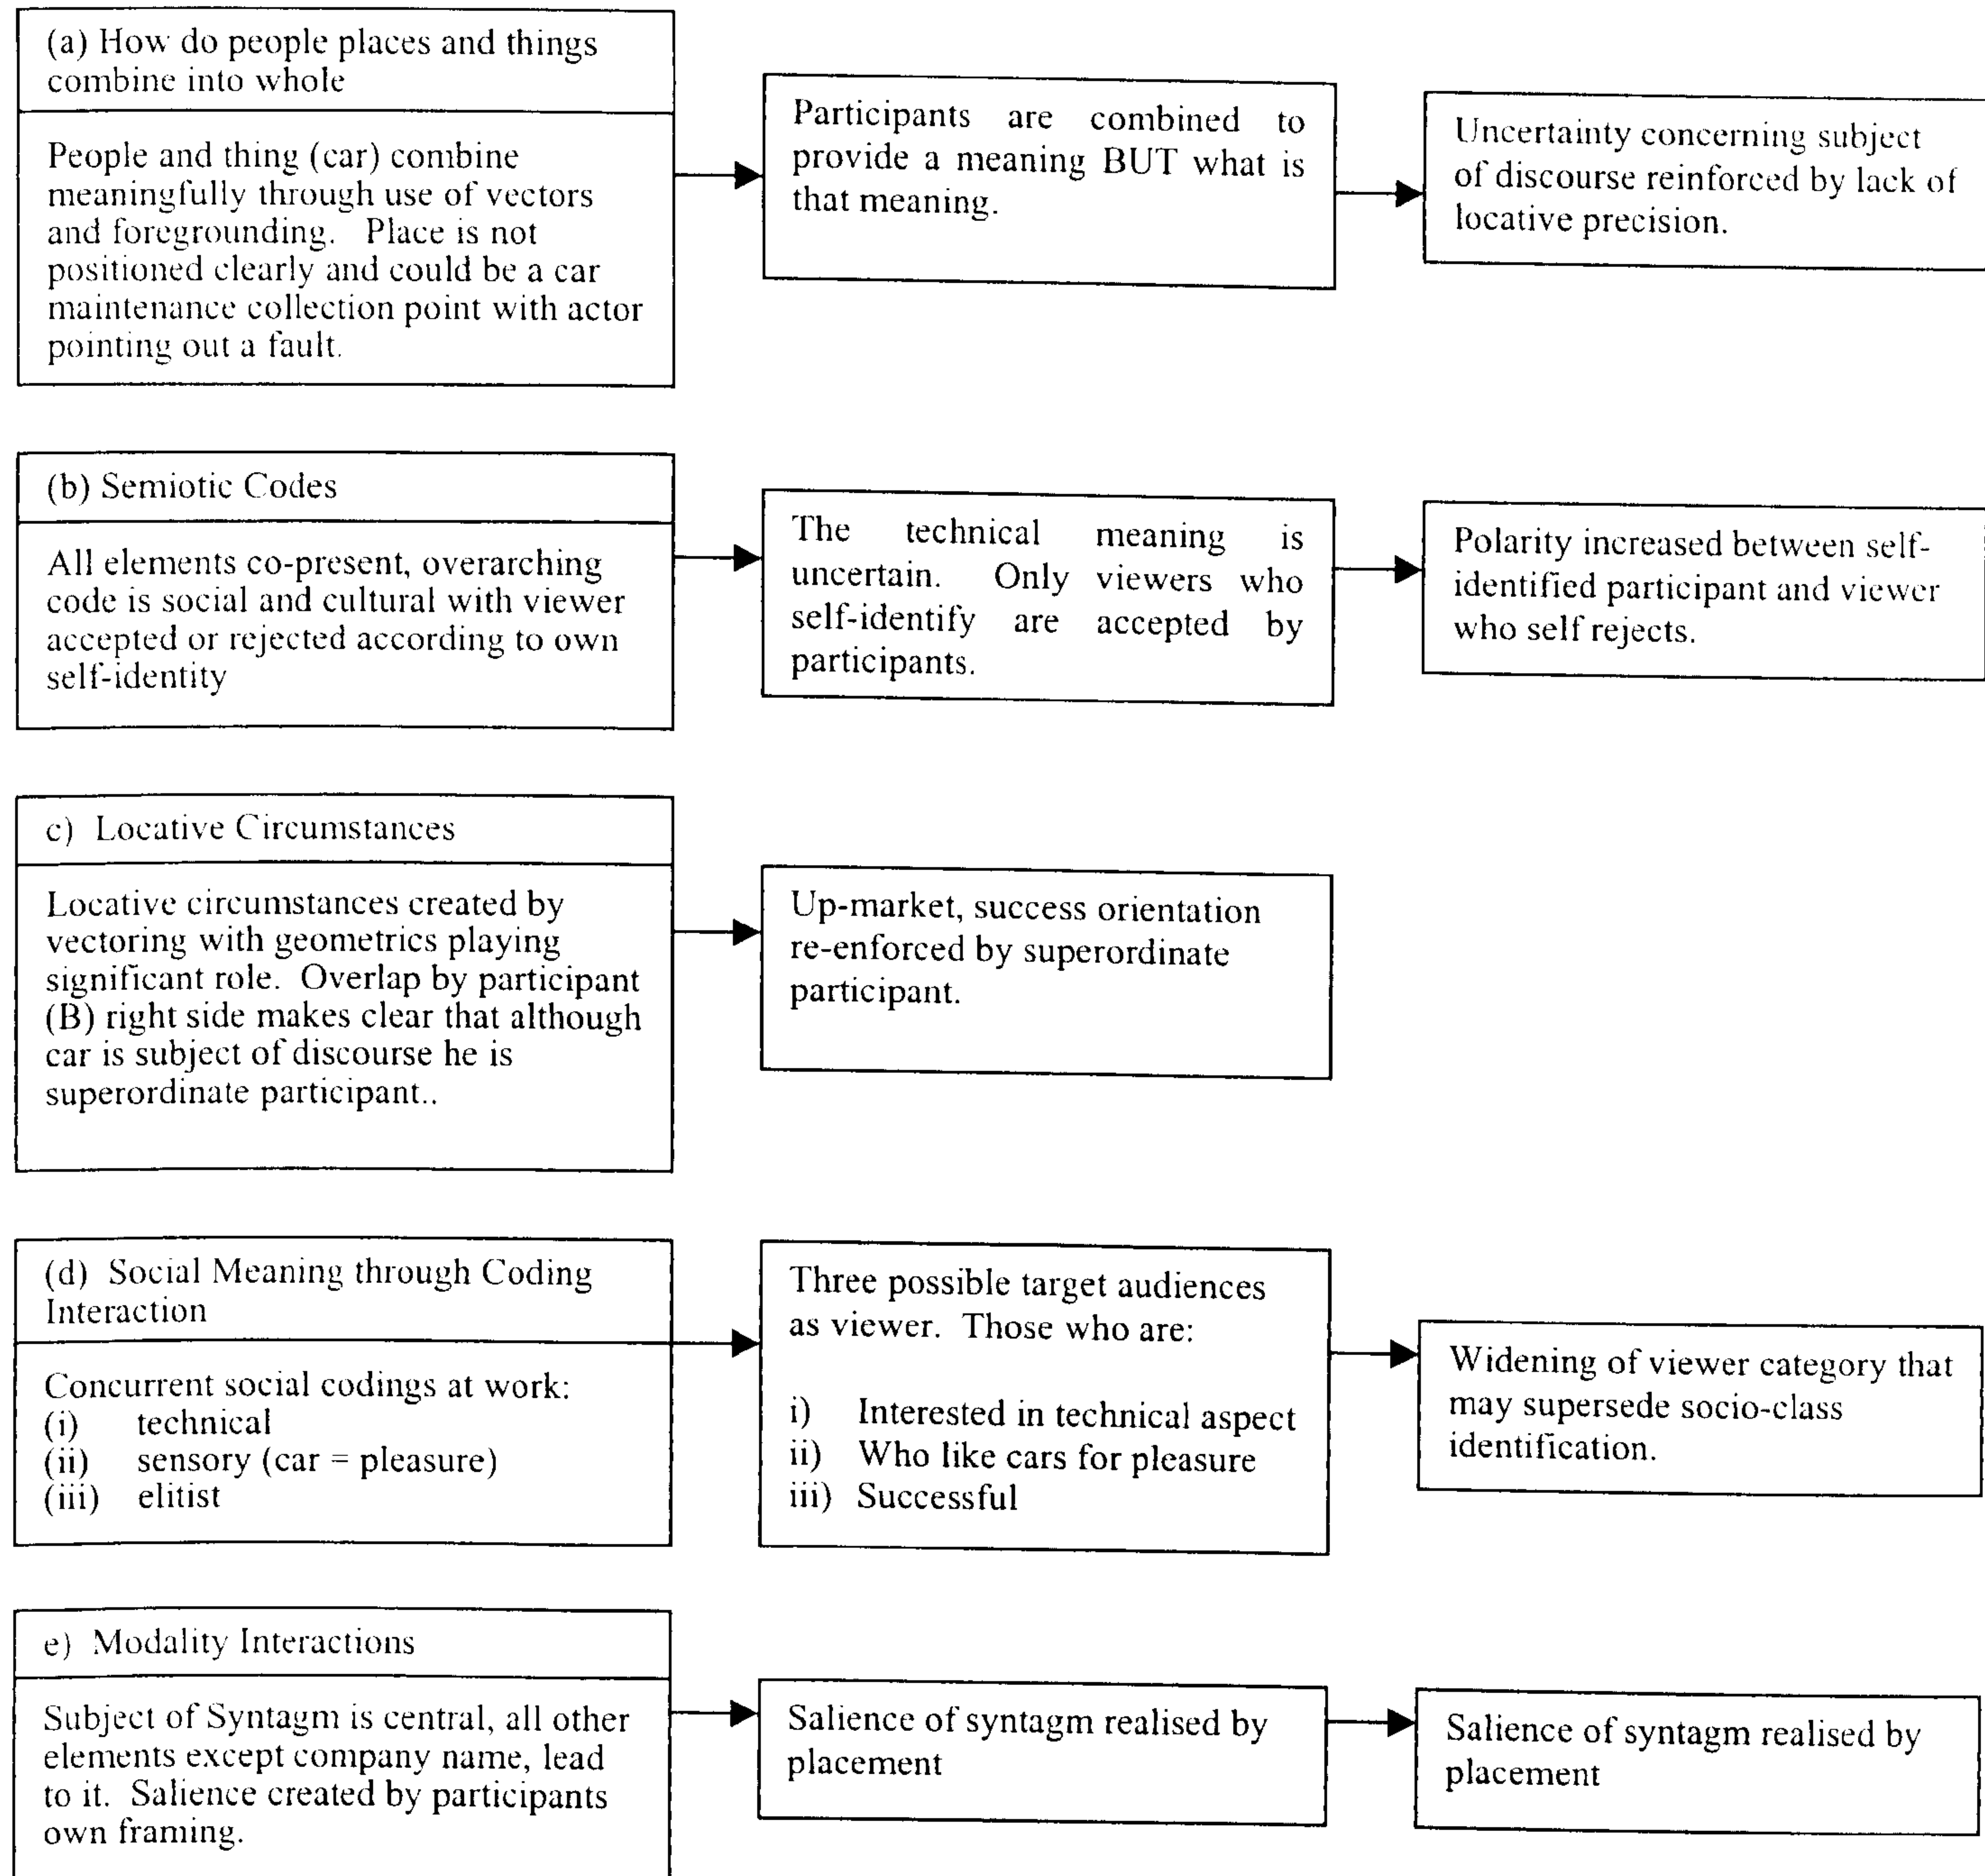 (a) How do people places and things
combine into whole
People and thing (car) combine
meaningfully through use of vectors
and foregrounding. Place is not
positioned clearly and could be a car
maintenance collection point with actor
pointing out a fault.
Participants are combined to
provide a meaning BUT what is
that meaning.
Uncertainty concerning subject
of discourse reinforced by lack of
locative precision.
(b) Semiotic Codes
All elements co-present, overarching
code is social and cultural with viewer
accepted or rejected according to own
self-identity
The technical meaning is
uncertain. Only viewers who
self-identify are accepted by
participants.
Polarity increased between self-
identified participant and viewer
who self rejects.
c) Locative Circumstances
Locative circumstances created by
vectoring with geometrics playing
significant role. Overlap by participant
(B) right side makes clear that although
car is subject of discourse he is
superordinate participant..
Up-market, success orientation
re-enforced by superordinate
participant.
(d) Social Meaning through Coding
Interaction
Concurrent social codings at work:
(i) technical
(ii) sensory (car = pleasure)
(iii) elitist
Three possible target audiences
as viewer. Those who are:
i) Interested in technical aspect
ii) Who like cars for pleasure
iii) Successful
Widening of viewer category that
may supersede socio-class
identification.
e) Modality Interactions
Subject of Syntagm is central, all other
elements except company name, lead
to it. Salience created by participants
own framing.
Salience of syntagm realised by
placement
Salience of syntagm realised by
placement